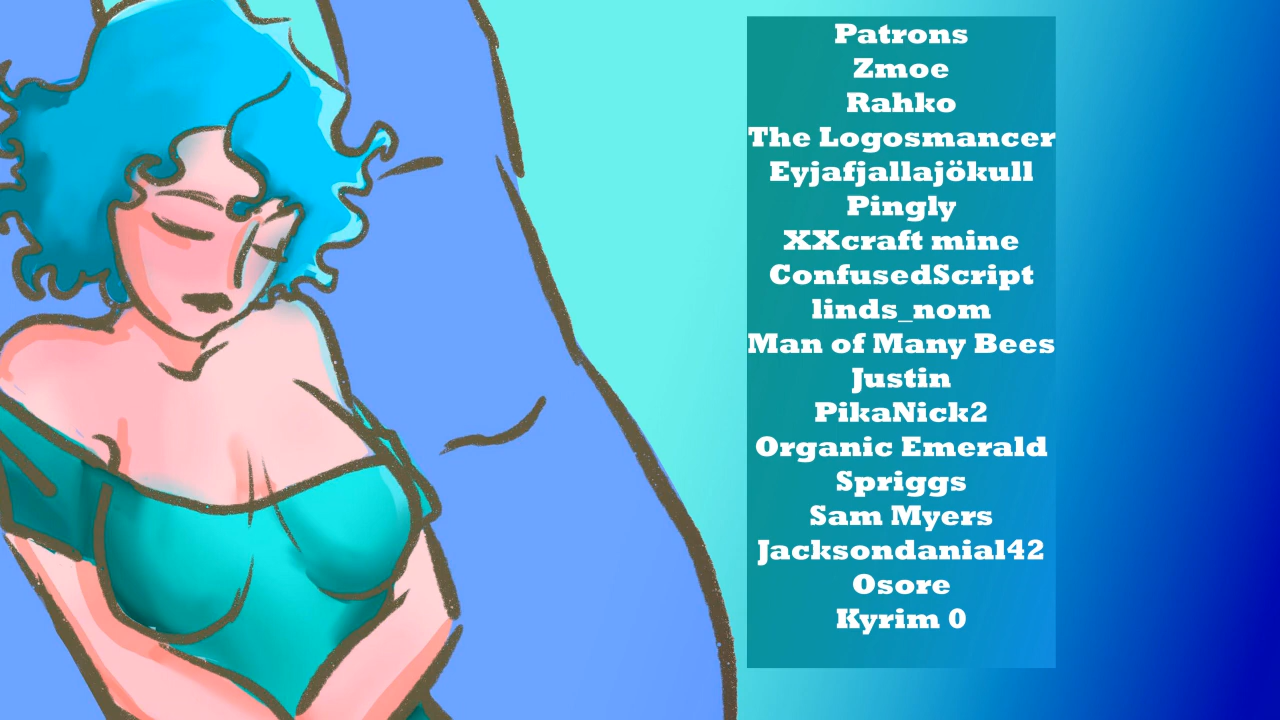 Patrons
Zmoe
Rahko
The Logosmancer
Eyjafjallajökull
Pingly
XXcraft mine
ConfusedScript
linds_nom
Man of Many Bees
Justin
PikaNick2
Organic Emerald
Spriggs
Sam Myers
Jacksondanial42
Osore
Kyrim 0